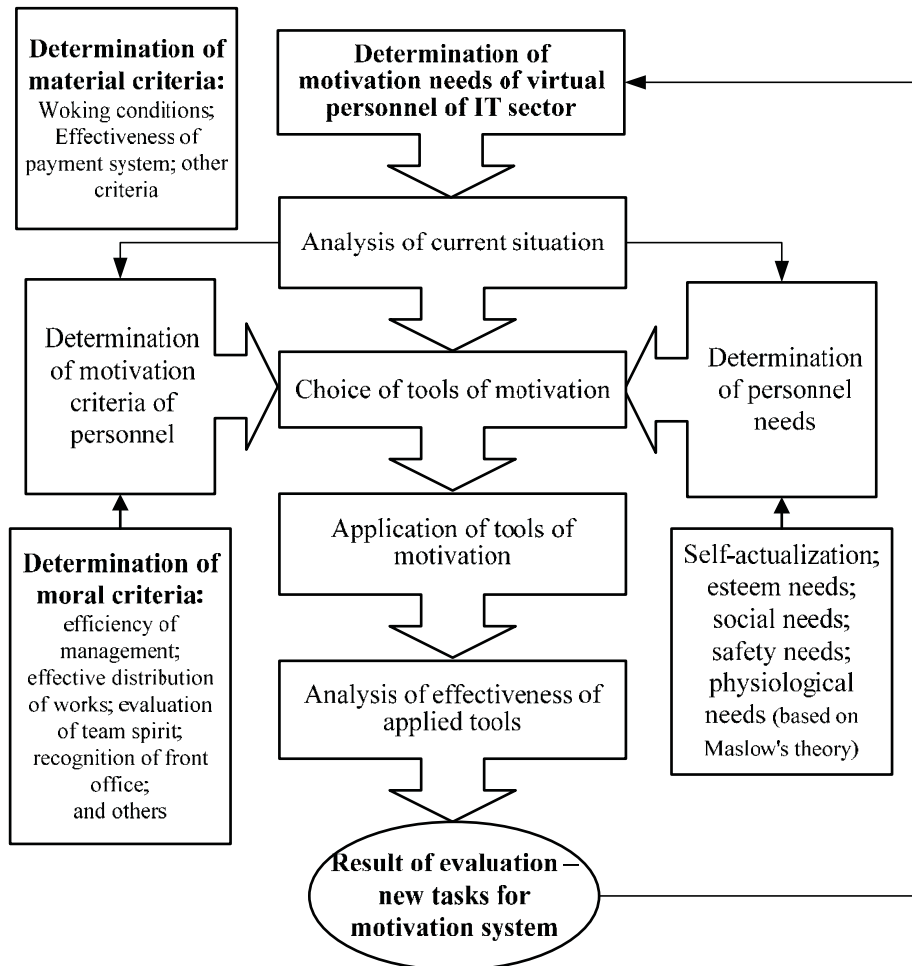 Determination of
material criteria:
Woking conditions;
Effectiveness of
payment system; other
criteria
Determination of
motivation needs of virtual
personnel of IT sector
Analysis of current situation
Determination
of motivation
criteria of
personnel
Choice of tools of motivation
Determination
of personnel
needs
Application of tools of
motivation
Determination of
moral criteria:
efficiency of
management;
effective distribution
of works; evaluation
of team spirit;
recognition of front
office;
and others
Self-actualization;
esteem needs;
social needs;
safety needs;
physiological
needs (based on
Maslow's theory)
Analysis of effectiveness of
applied tools
Result of evaluation –
new tasks for
motivation system